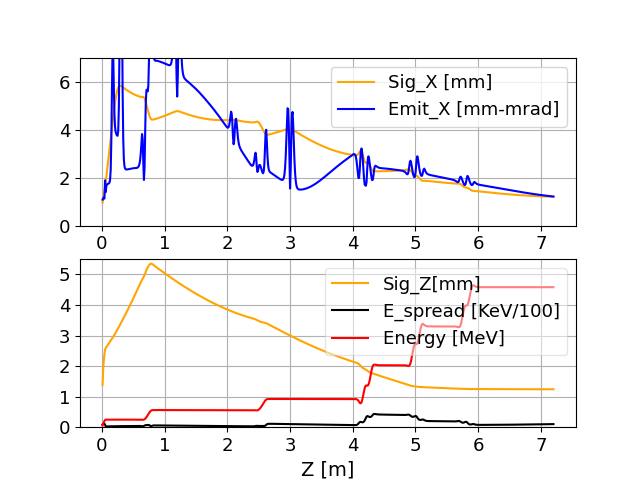 6
4
2
0
Sig_X [mm]
Emit_X [mm-mrad]
0 1 2 3 4 5 6 7
5
4
3
2
1
0
Sig_Z[mm]
E_spread [KeV/100]
Energy [MeV]
0 1 2 3 4 5 6 7
Z [m]